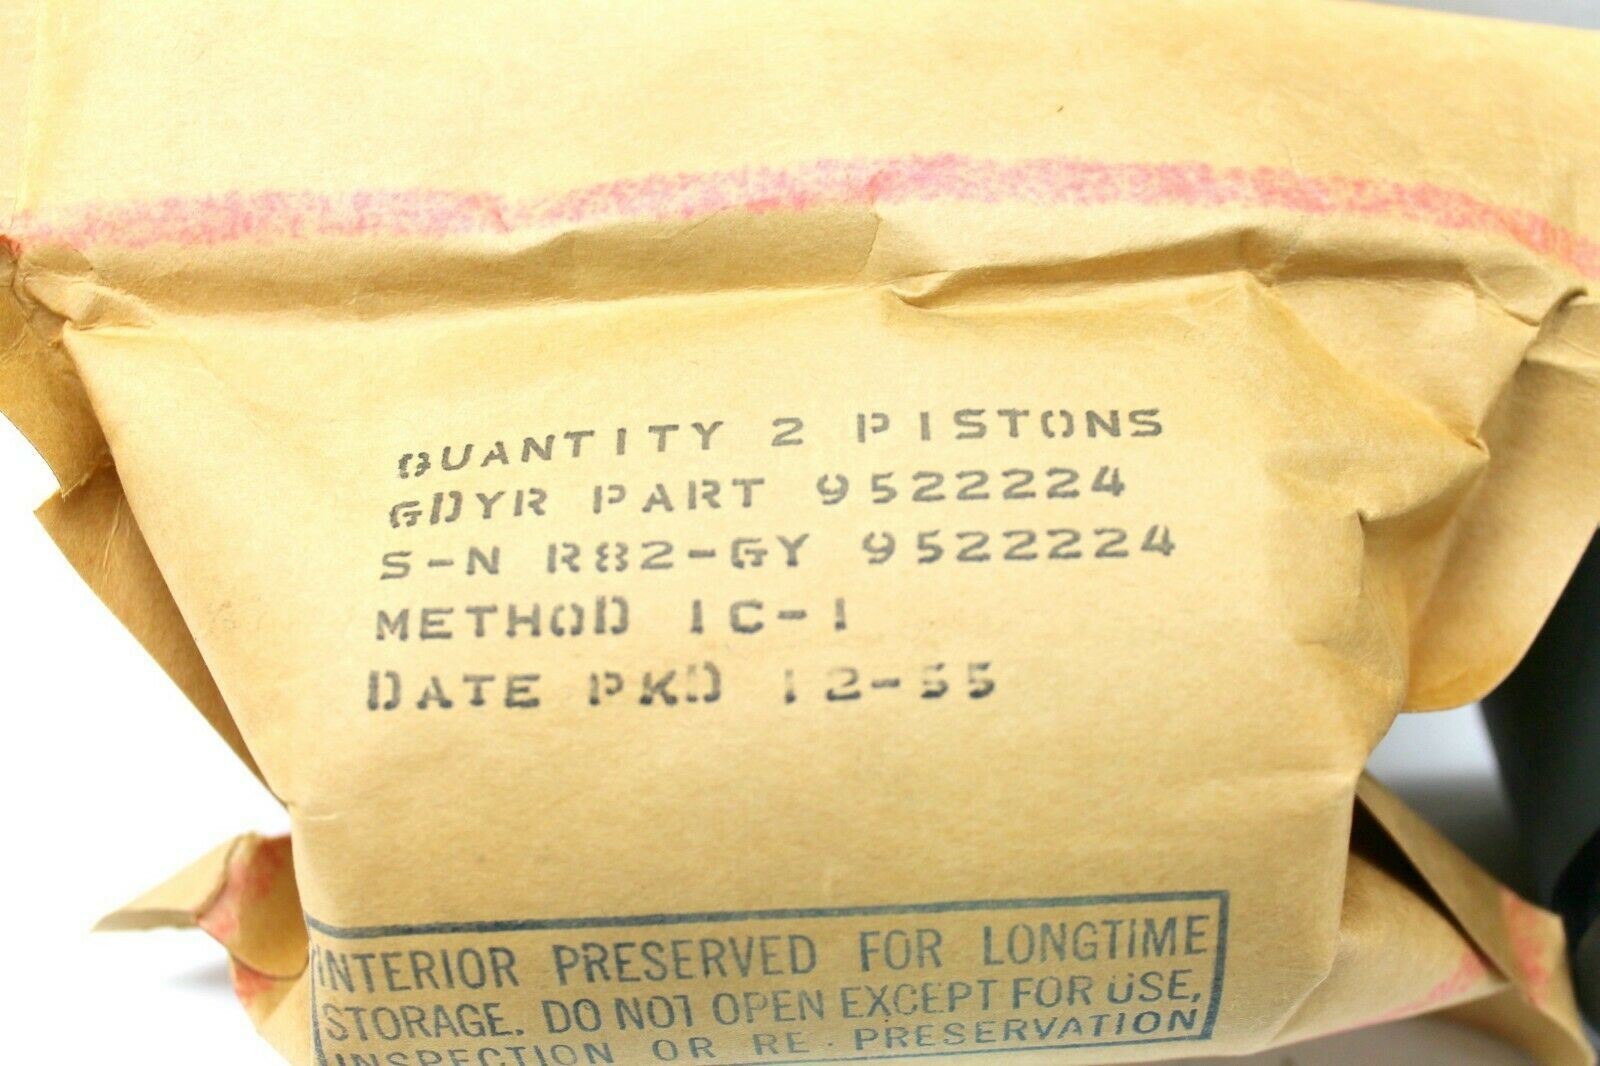 QUANTITY 2 PISTONS
GDYR PART 9522224
S-N R82-GY 9522224
METHOD IC-1
DATE PKD 12-55
INTERIOR PRESERVED FOR LONGTIME
STORAGE. DO NOT OPEN EXCEPT FOR USE,
INSPECTION OR RE-PRESERVATION